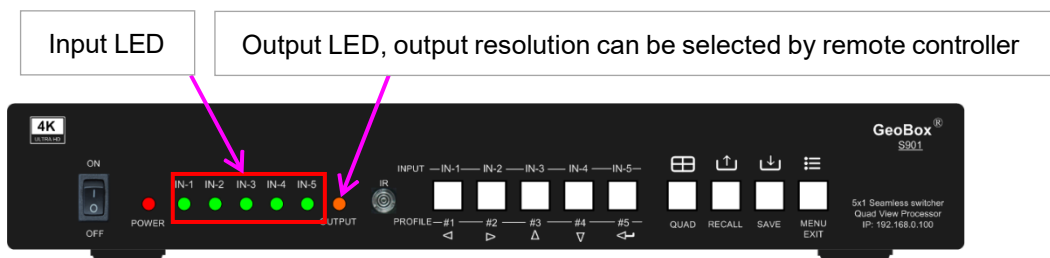 Input LED
Output LED, output resolution can be selected by remote controller
4K
ULTRA HD
GeoBox®
S901
ON
OFF
POWER
IN-1 IN-2 IN-3 IN-4 IN-5
OUTPUT
IR
INPUT IN-1 IN-2 IN-3 IN-4 IN-5
PROFILE #1 #2 #3 #4 #5
QUAD RECALL SAVE MENU
EXIT
5x1 Seamless switcher
Quad View Processor
IP: 192.168.0.100